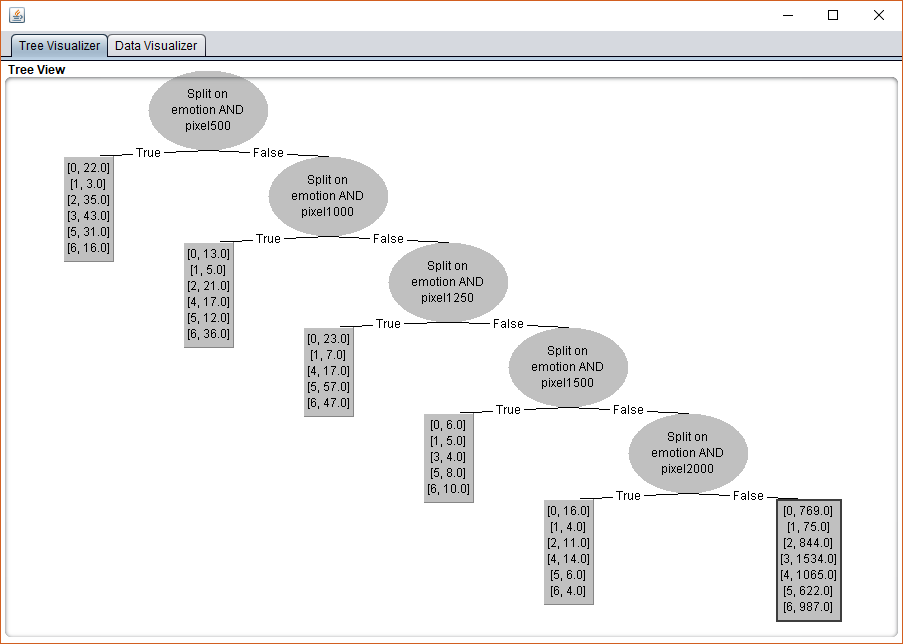 Tree Visualizer
Data Visualizer
Tree View
Split on
emotion AND
pixel500
True
False
[0, 22.0]
[1, 3.0]
[2, 35.0]
[3, 43.0]
[5, 31.0]
[6, 16.0]
Split on
emotion AND
pixel1000
True
False
[0, 13.0]
[1, 5.0]
[2, 21.0]
[4, 17.0]
[5, 12.0]
[6, 36.0]
Split on
emotion AND
pixel1250
True
False
[0, 23.0]
[1, 7.0]
[4, 17.0]
[5, 57.0]
[6, 47.0]
Split on
emotion AND
pixel1500
True
False
[0, 6.0]
[1, 5.0]
[3, 4.0]
[5, 8.0]
[6, 10.0]
Split on
emotion AND
pixel2000
True
False
[0, 16.0]
[1, 4.0]
[2, 11.0]
[4, 14.0]
[5, 6.0]
[6, 4.0]
[0, 769.0]
[1, 75.0]
[2, 844.0]
[3, 1534.0]
[4, 1065.0]
[5, 622.0]
[6, 987.0]